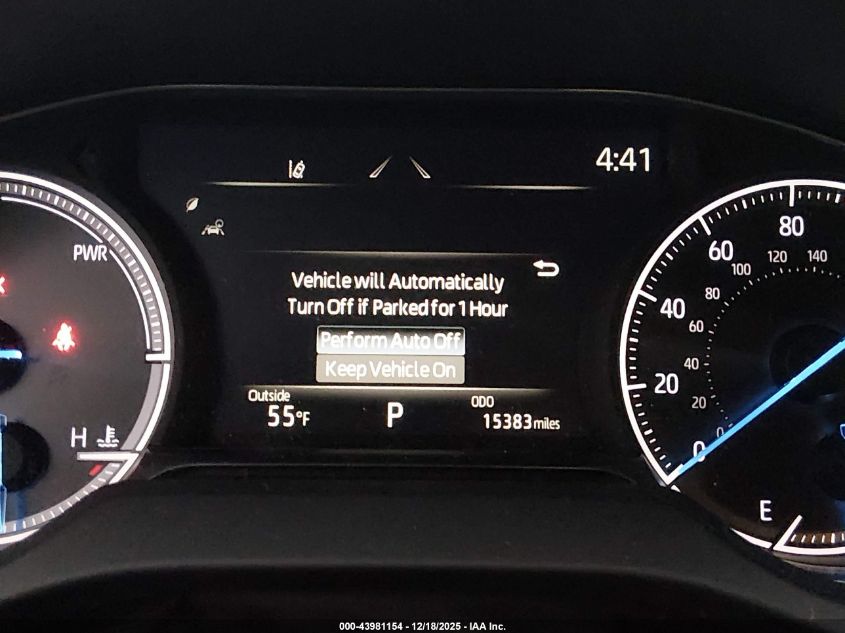 4:41
PWR
Vehicle will Automatically
Turn Off if Parked for 1 Hour
Perform Auto Off
Keep Vehicle On
Outside
55°F
P
ODO
15383 miles
H
80
60
40
20
0
140
120
100
80
60
40
20
0
E
000-43981154 - 12/18/2025 - IAA Inc.